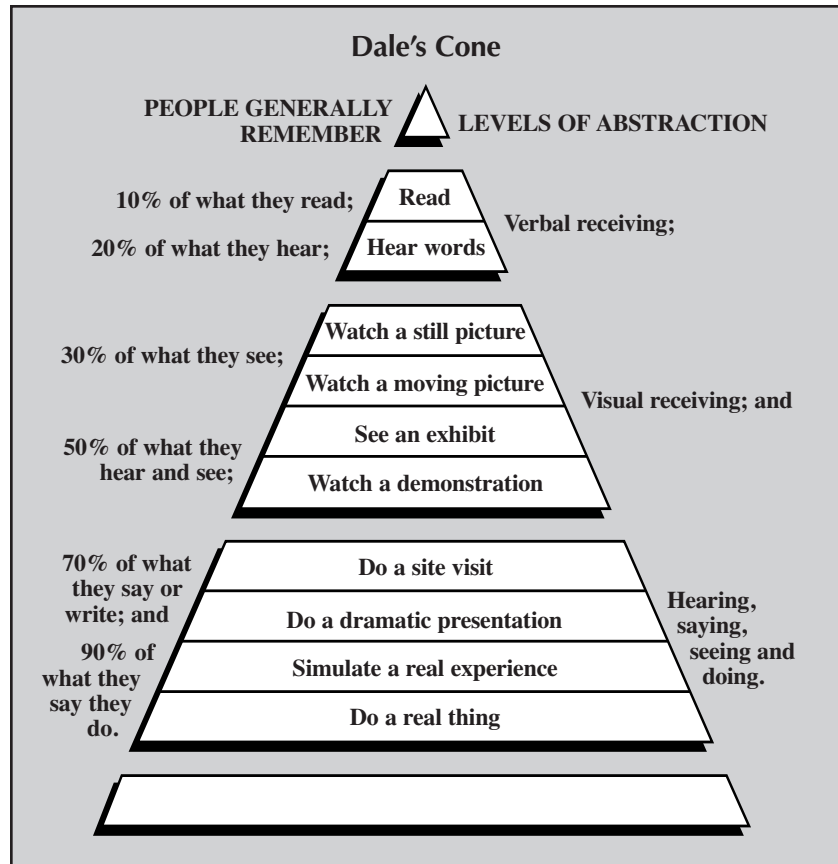 Dale's Cone
PEOPLE GENERALLY
REMEMBER
LEVELS OF ABSTRACTION
10% of what they read;
Read
Verbal receiving;
20% of what they hear;
Hear words
30% of what they see;
Watch a still picture
Watch a moving picture
Visual receiving; and
50% of what they
hear and see;
See an exhibit
Watch a demonstration
70% of what
they say or
write; and
Do a site visit
Do a dramatic presentation
Hearing,
saying,
seeing and
doing.
90% of
what they
say they
do.
Simulate a real experience
Do a real thing